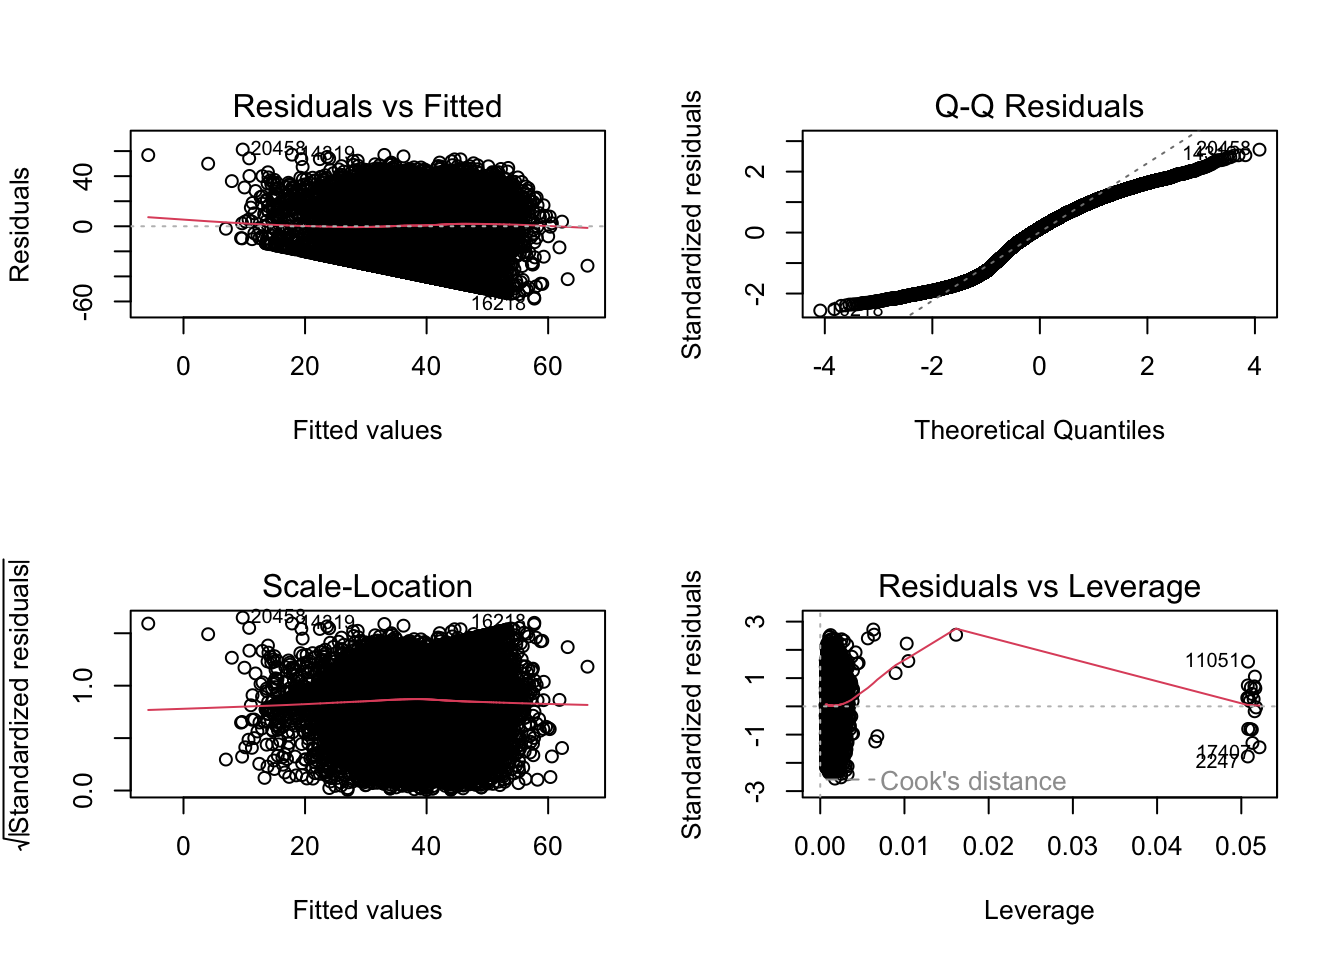 Residuals vs Fitted
Residuals
40
0
-60
20458
14319
16218
0 20 40 60
Fitted values
Q-Q Residuals
Standardized residuals
2
0
-2
20458
-4 -2 0 2 4
Theoretical Quantiles
Scale-Location
√|Standardized residuals|
1.0
0.0
20458
14319
16218
0 20 40 60
Fitted values
Residuals vs Leverage
Standardized residuals
3
1
-1
-3
11051
17407
2247
Cook's distance
0.00 0.01 0.02 0.03 0.04 0.05
Leverage